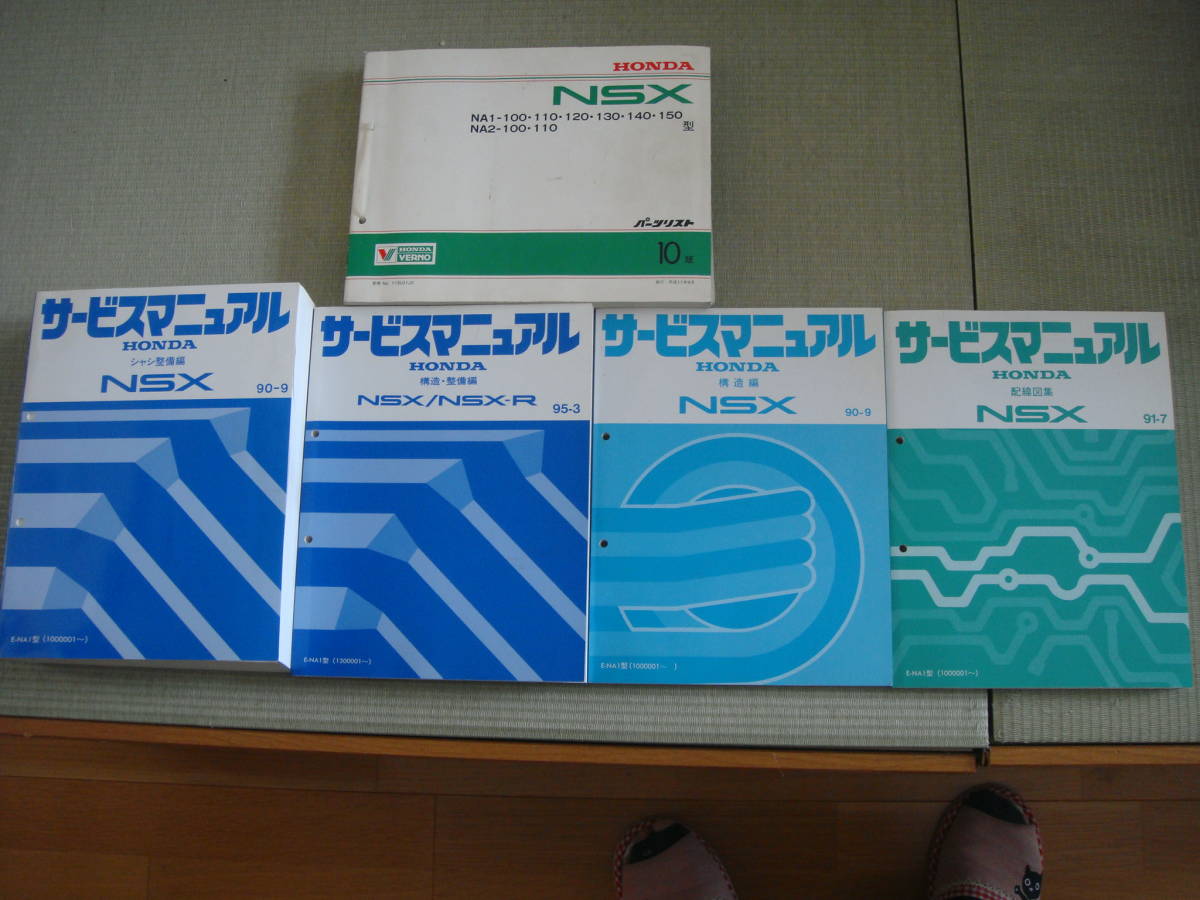 HONDA
NSX
NA1-100・110・120・130・140・150
NA2-100・110
型
パーツリスト
HONDA
VERNO
10版
サービスマニュアル
HONDA
シャシ整備編
NSX
90-9
E-NA1型 (1000001~)
サービスマニュアル
HONDA
構造・整備編
NSX/NSX-R
95-3
E-NA1型 (1300001~)
サービスマニュアル
HONDA
構造編
NSX
90-9
E-NA1型 (1000001~ )
サービスマニュアル
HONDA
配線図集
NSX
91-7
E-NA1型 (1000001~)